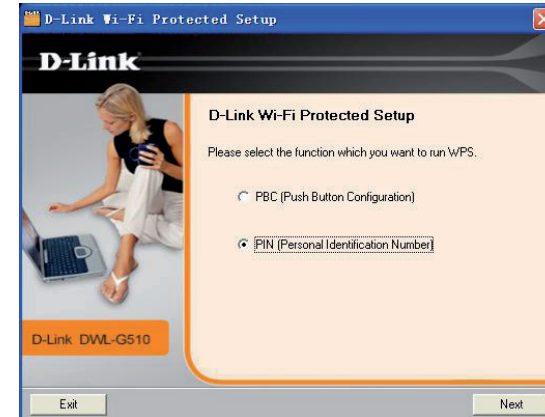 D-Link Wi-Fi Protected Setup
D-Link
D-Link Wi-Fi Protected Setup
Please select the function which you want to run WPS.
PBC (Push Button Configuration)
PIN (Personal Identification Number)
D-Link DWL-G510
Exit
Next